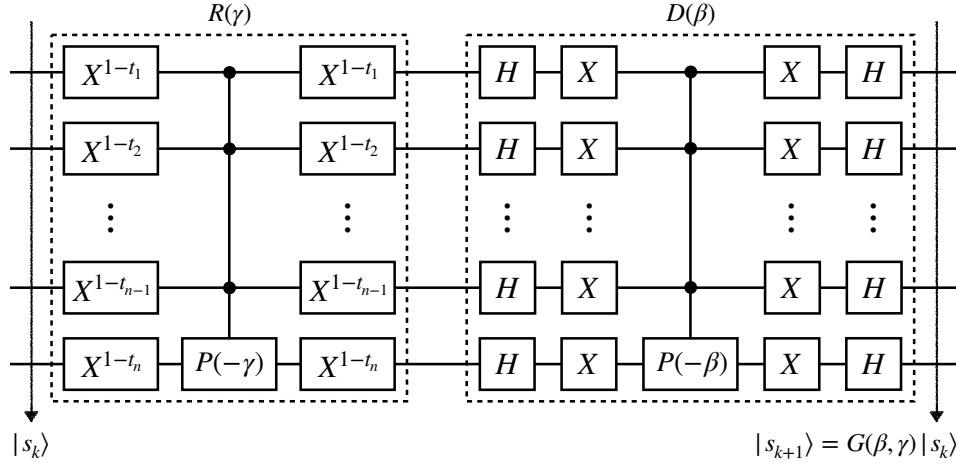 R(γ) D(β)
X^{1−t_1} X^{1−t_1} H X X H
X^{1−t_2} X^{1−t_2} H X X H
⋮ ⋮ ⋮ ⋮ ⋮ ⋮
X^{1−t_{n−1}} X^{1−t_{n−1}} H X X H
X^{1−t_n} P(−γ) X^{1−t_n} H X P(−β) X H
|s_k⟩ |s_{k+1}⟩ = G(β, γ)|s_k⟩